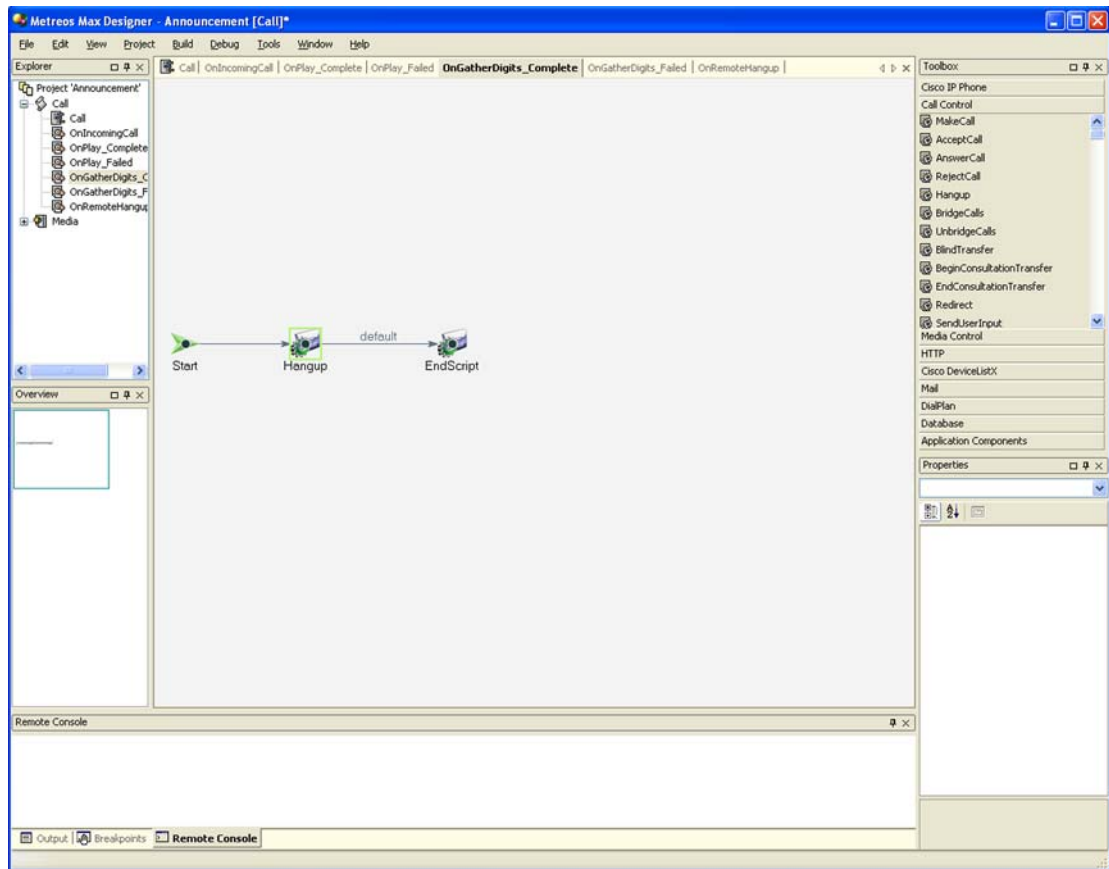 Metreos Max Designer - Announcement [Call]*
File Edit View Project Build Debug Tools Window Help
Explorer
Project 'Announcement'
Call
Call
OnIncomingCall
OnPlay_Complete
OnPlay_Failed
OnGatherDigits_C
OnGatherDigits_F
OnRemoteHangup
Media
Overview
Call OnIncomingCall OnPlay_Complete OnPlay_Failed OnGatherDigits_Complete OnGatherDigits_Failed OnRemoteHangup
Start
Hangup
default
EndScript
Toolbox
Cisco IP Phone
Call Control
MakeCall
AcceptCall
AnswerCall
RejectCall
Hangup
BridgeCalls
UnbridgeCalls
BlindTransfer
BeginConsultationTransfer
EndConsultationTransfer
Redirect
SendUserInput
Media Control
HTTP
Cisco DeviceListX
Mail
DialPlan
Database
Application Components
Properties
Remote Console
Output Breakpoints Remote Console